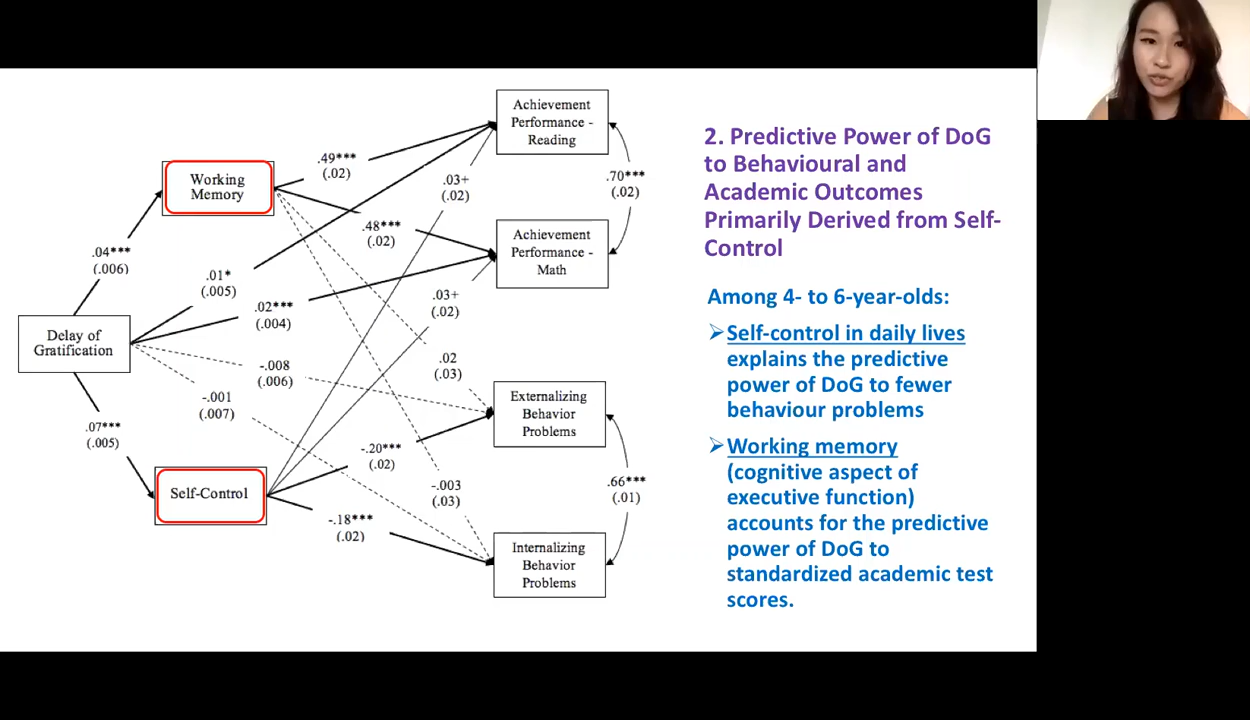 Achievement
Performance -
Reading
.70***
(.02)
Working
Memory
.49***
(.02)
.03+
(.02)
.48***
(.02)
Achievement
Performance -
Math
.04***
(.006)
.01*
(.005)
.02***
(.004)
.03+
(.02)
Delay of
Gratification
-.008
(.006)
.02
(.03)
-.001
(.007)
Externalizing
Behavior
Problems
.07***
(.005)
-.20***
(.02)
Self-Control
-.003
(.03)
.66***
(.01)
-.18***
(.02)
Internalizing
Behavior
Problems
2. Predictive Power of DoG
to Behavioural and
Academic Outcomes
Primarily Derived from Self-
Control
Among 4- to 6-year-olds:
➢Self-control in daily lives
explains the predictive
power of DoG to fewer
behaviour problems
➢Working memory
(cognitive aspect of
executive function)
accounts for the predictive
power of DoG to
standardized academic test
scores.